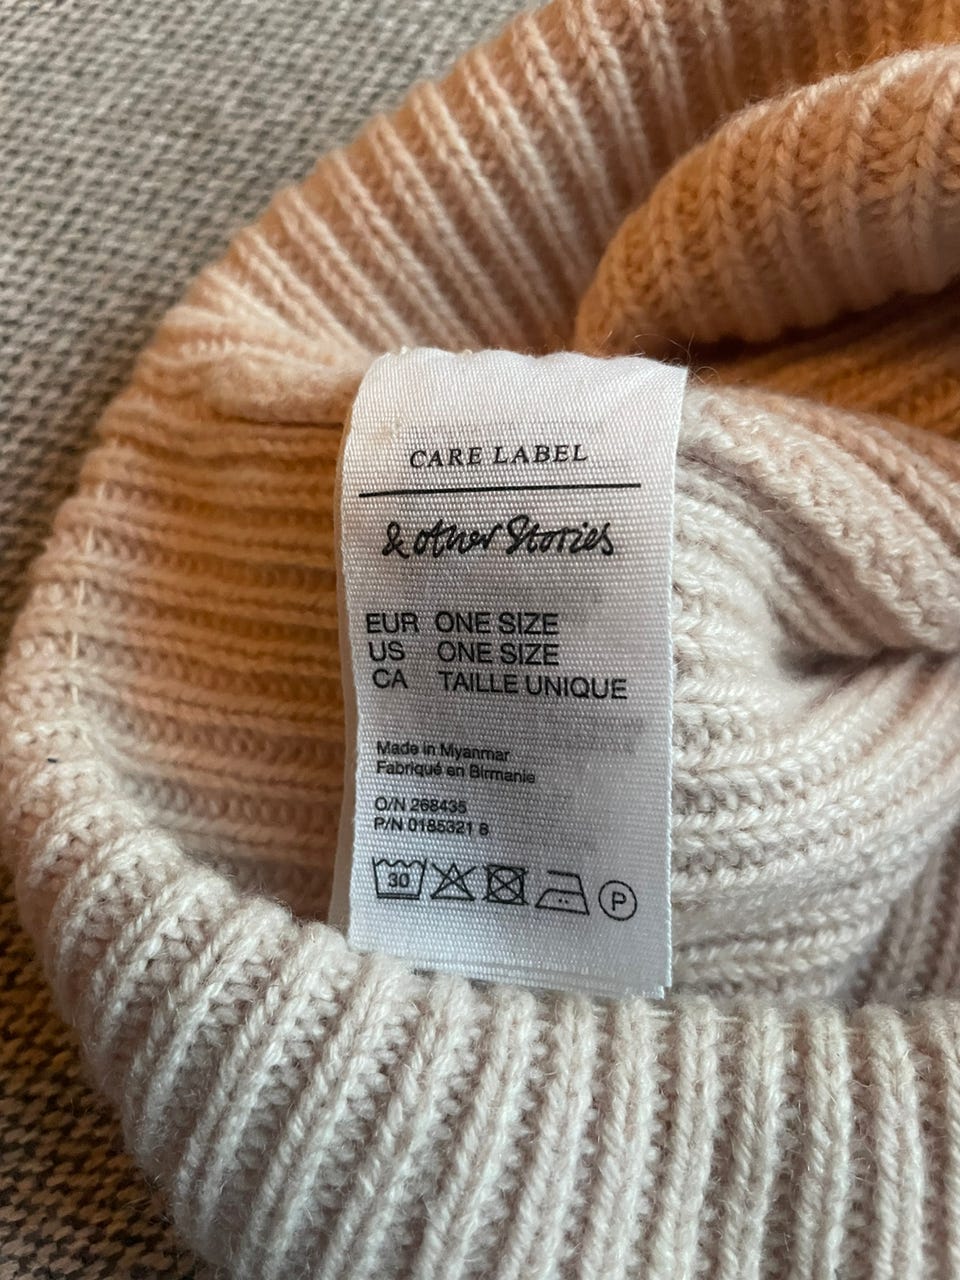 CARE LABEL
& other Stories
EUR ONE SIZE
US ONE SIZE
CA TAILLE UNIQUE
Made in Myanmar
Fabriqué en Birmanie
O/N 268435
P/N 0185321 8
30 P